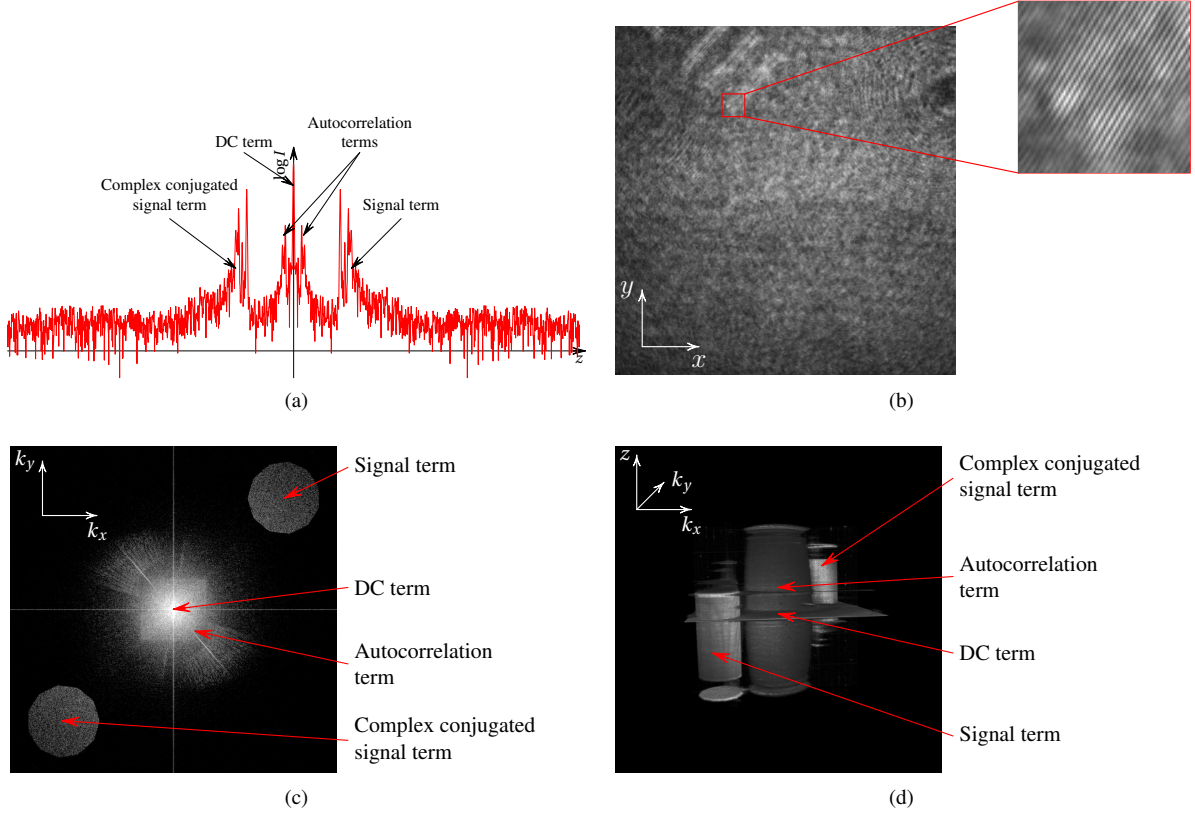 DC term
Autocorrelation
terms
log I
Complex conjugated
signal term
Signal term
z
(a)
y
x
(b)
k_y
k_x
Signal term
DC term
Autocorrelation
term
Complex conjugated
signal term
(c)
z
k_y
k_x
Complex conjugated
signal term
Autocorrelation
term
DC term
Signal term
(d)